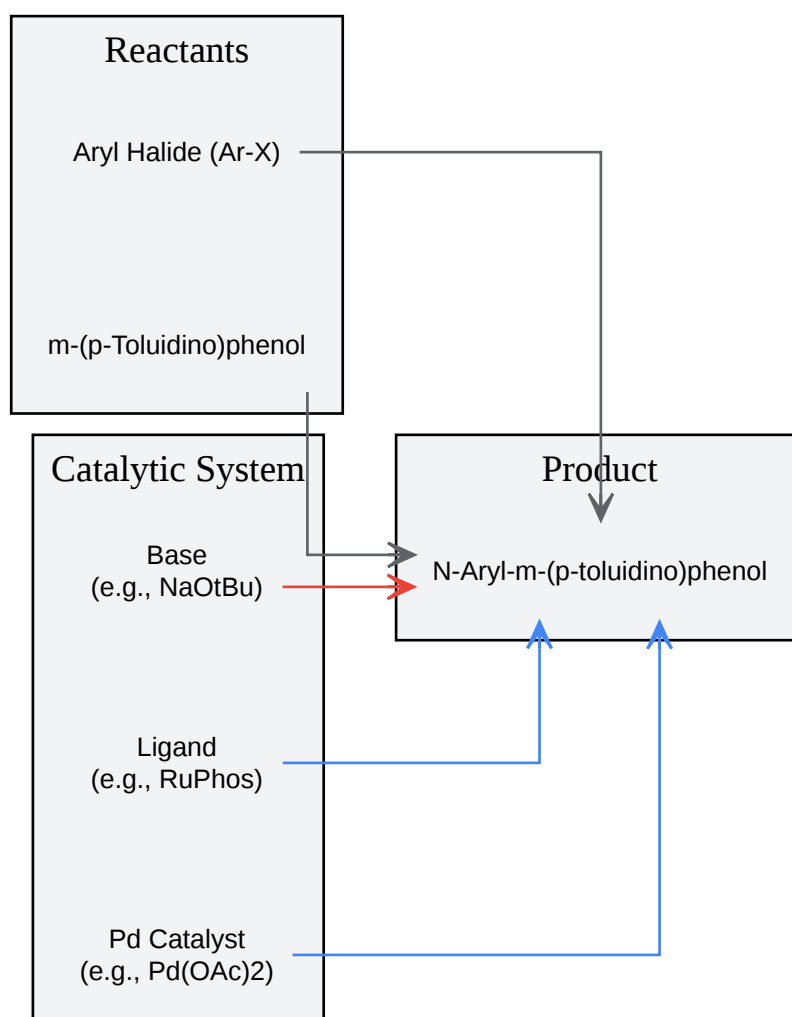 Reactants
Aryl Halide (Ar-X)
m-(p-Toluidino)phenol
Catalytic System
Base
(e.g., NaOtBu)
Ligand
(e.g., RuPhos)
Pd Catalyst
(e.g., Pd(OAc)2)
Product
N-Aryl-m-(p-toluidino)phenol